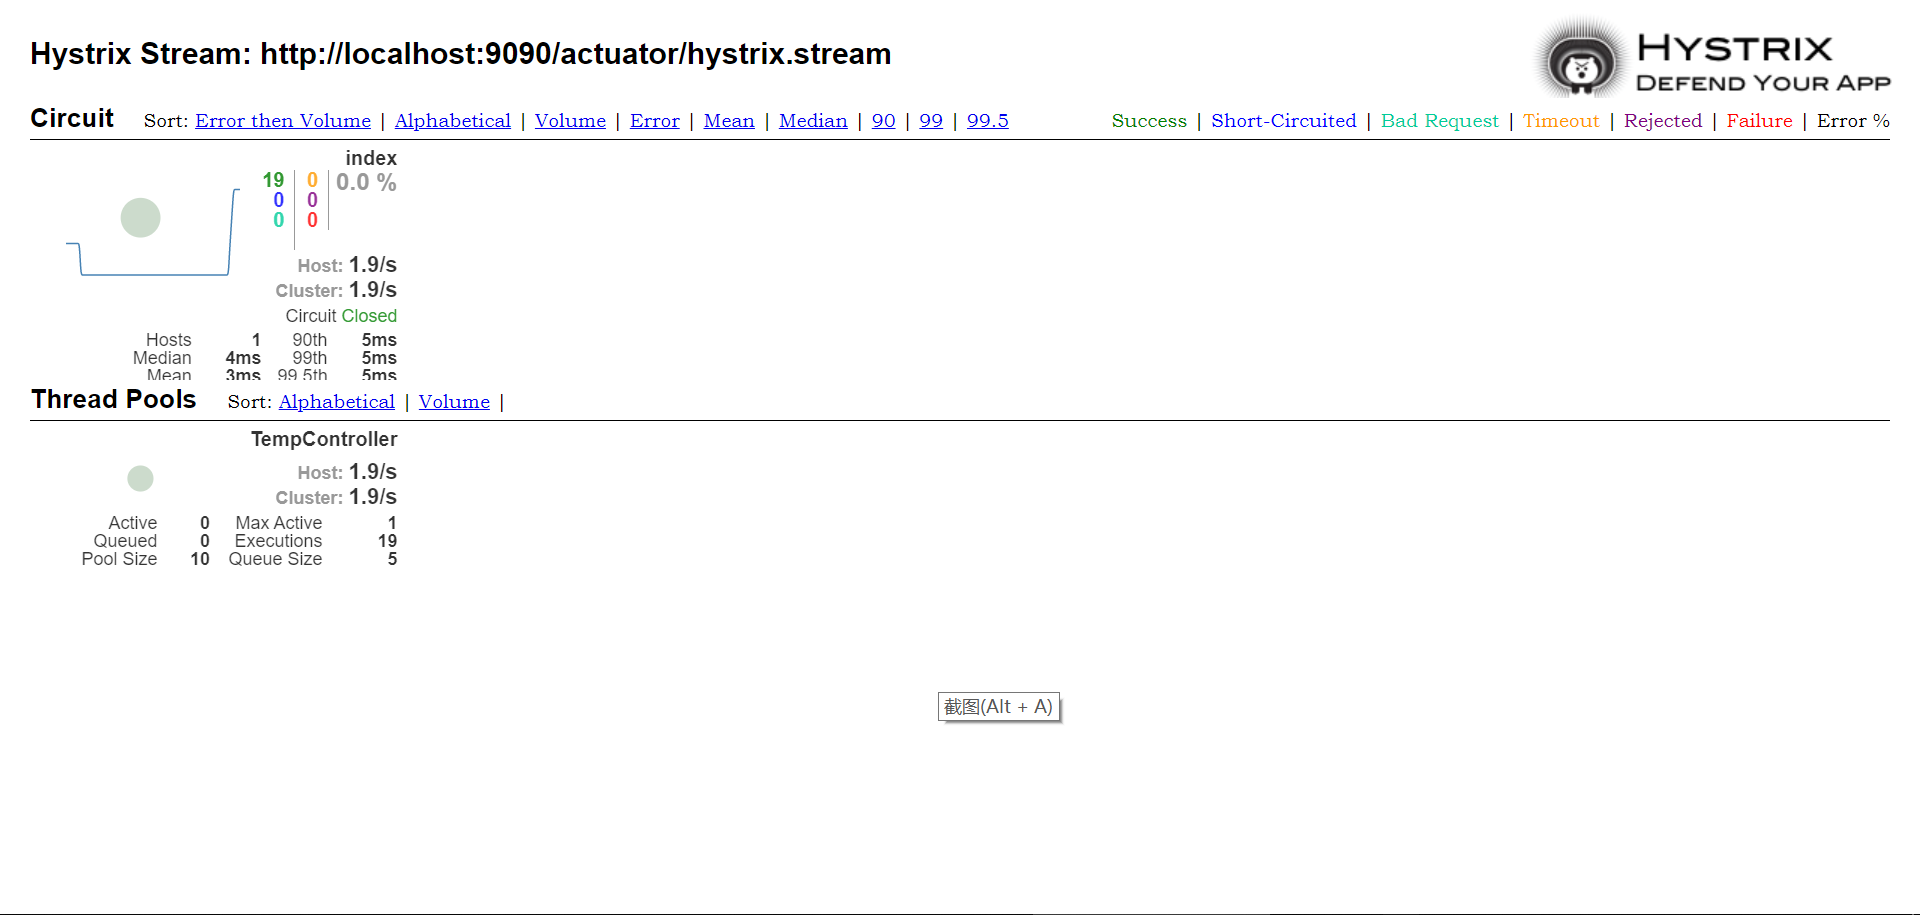 Hystrix Stream: http://localhost:9090/actuator/hystrix.stream
HYSTRIX
DEFEND YOUR APP
Circuit Sort: Error then Volume | Alphabetical | Volume | Error | Mean | Median | 90 | 99 | 99.5 Success | Short-Circuited | Bad Request | Timeout | Rejected | Failure | Error %
index
19 0 0.0 %
0 0
0 0
Host: 1.9/s
Cluster: 1.9/s
Circuit Closed
Hosts 1 90th 5ms
Median 4ms 99th 5ms
Mean 3ms 99.5th 5ms
Thread Pools Sort: Alphabetical | Volume |
TempController
Host: 1.9/s
Cluster: 1.9/s
Active 0 Max Active 1
Queued 0 Executions 19
Pool Size 10 Queue Size 5
截图(Alt + A)